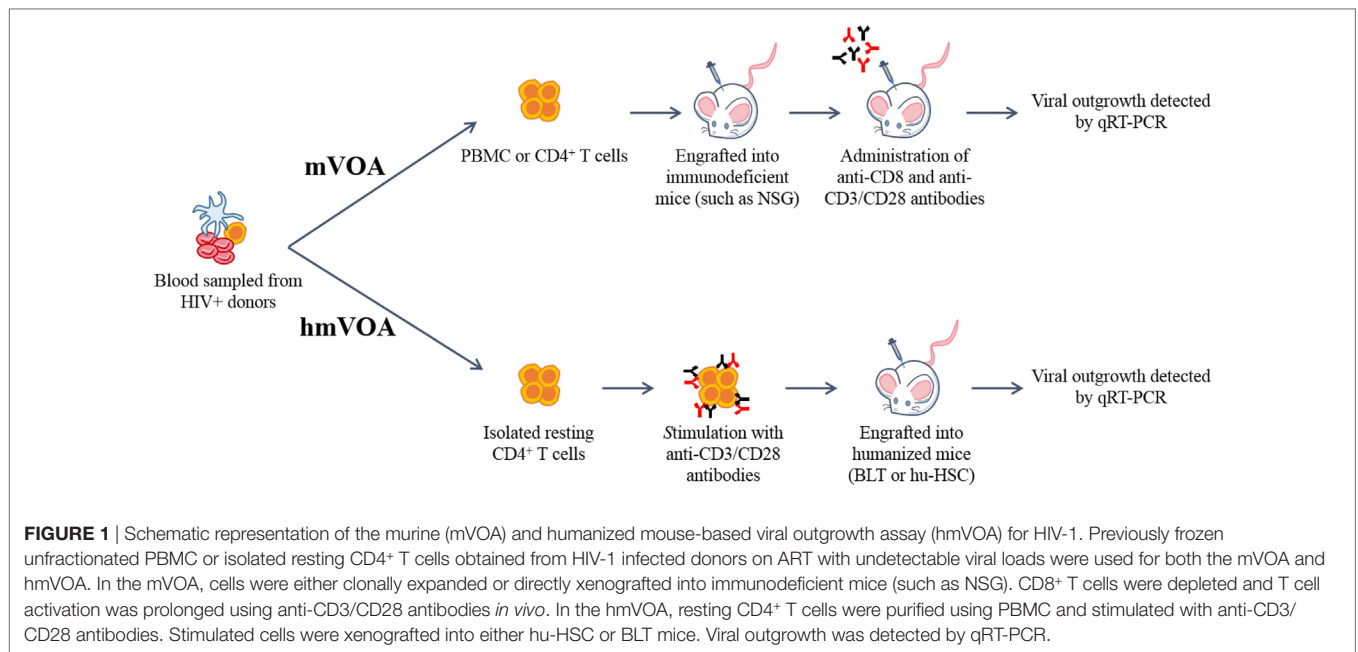 mVOA
PBMC or CD4⁺ T cells
Engrafted into
immunodeficient
mice (such as NSG)
Administration of
anti-CD8 and anti-
CD3/CD28 antibodies
Viral outgrowth detected
by qRT-PCR
Blood sampled from
HIV+ donors
hmVOA
Isolated resting
CD4⁺ T cells
Stimulation with
anti-CD3/CD28
antibodies
Engrafted into
humanized mice
(BLT or hu-HSC)
Viral outgrowth detected
by qRT-PCR
FIGURE 1 | Schematic representation of the murine (mVOA) and humanized mouse-based viral outgrowth assay (hmVOA) for HIV-1. Previously frozen
unfractionated PBMC or isolated resting CD4⁺ T cells obtained from HIV-1 infected donors on ART with undetectable viral loads were used for both the mVOA and
hmVOA. In the mVOA, cells were either clonally expanded or directly xenografted into immunodeficient mice (such as NSG). CD8⁺ T cells were depleted and T cell
activation was prolonged using anti-CD3/CD28 antibodies in vivo. In the hmVOA, resting CD4⁺ T cells were purified using PBMC and stimulated with anti-CD3/
CD28 antibodies. Stimulated cells were xenografted into either hu-HSC or BLT mice. Viral outgrowth was detected by qRT-PCR.